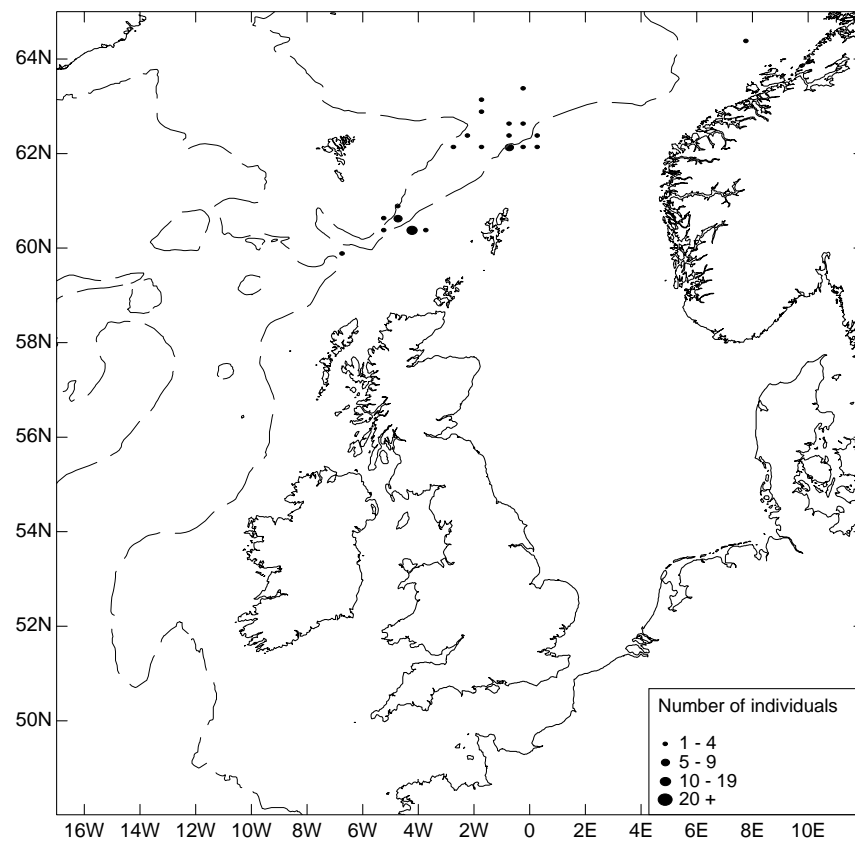 64N
62N
60N
58N
56N
54N
52N
50N
Number of individuals
1 - 4
5 - 9
10 - 19
20 +
16W 14W 12W 10W 8W 6W 4W 2W 0 2E 4E 6E 8E 10E